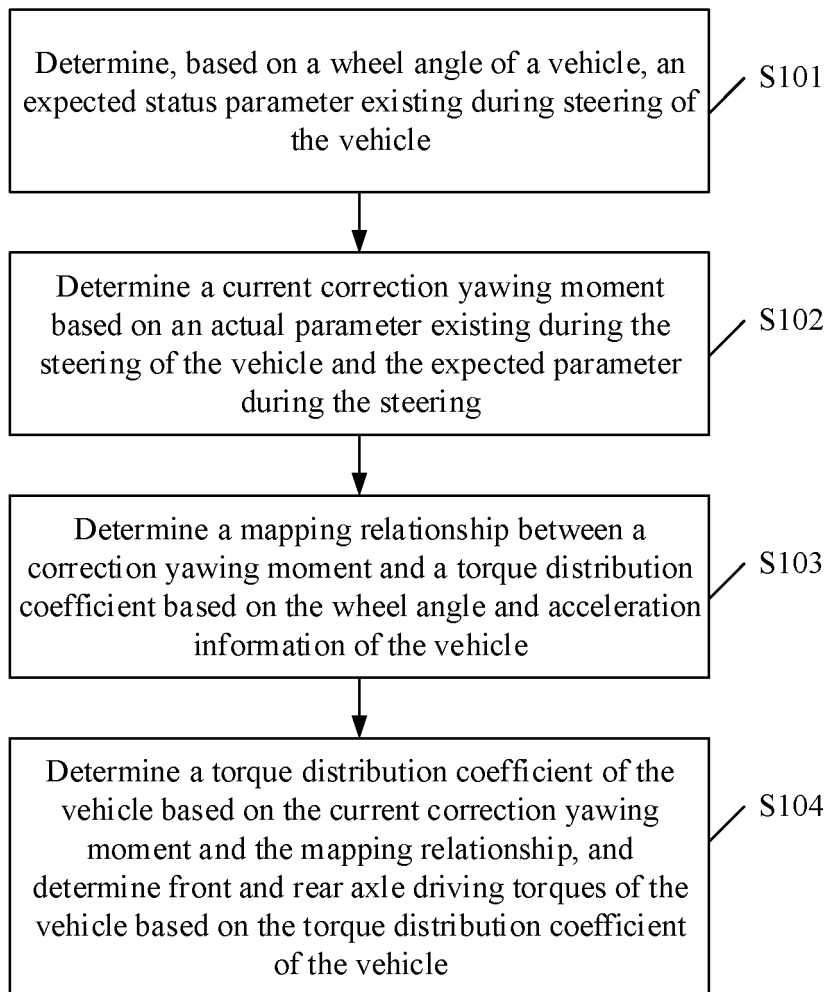 Determine, based on a wheel angle of a vehicle, an
expected status parameter existing during steering of
the vehicle
S101
Determine a current correction yawing moment
based on an actual parameter existing during the
steering of the vehicle and the expected parameter
during the steering
S102
Determine a mapping relationship between a
correction yawing moment and a torque distribution
coefficient based on the wheel angle and acceleration
information of the vehicle
S103
Determine a torque distribution coefficient of the
vehicle based on the current correction yawing
moment and the mapping relationship, and
determine front and rear axle driving torques of the
vehicle based on the torque distribution coefficient
of the vehicle
S104